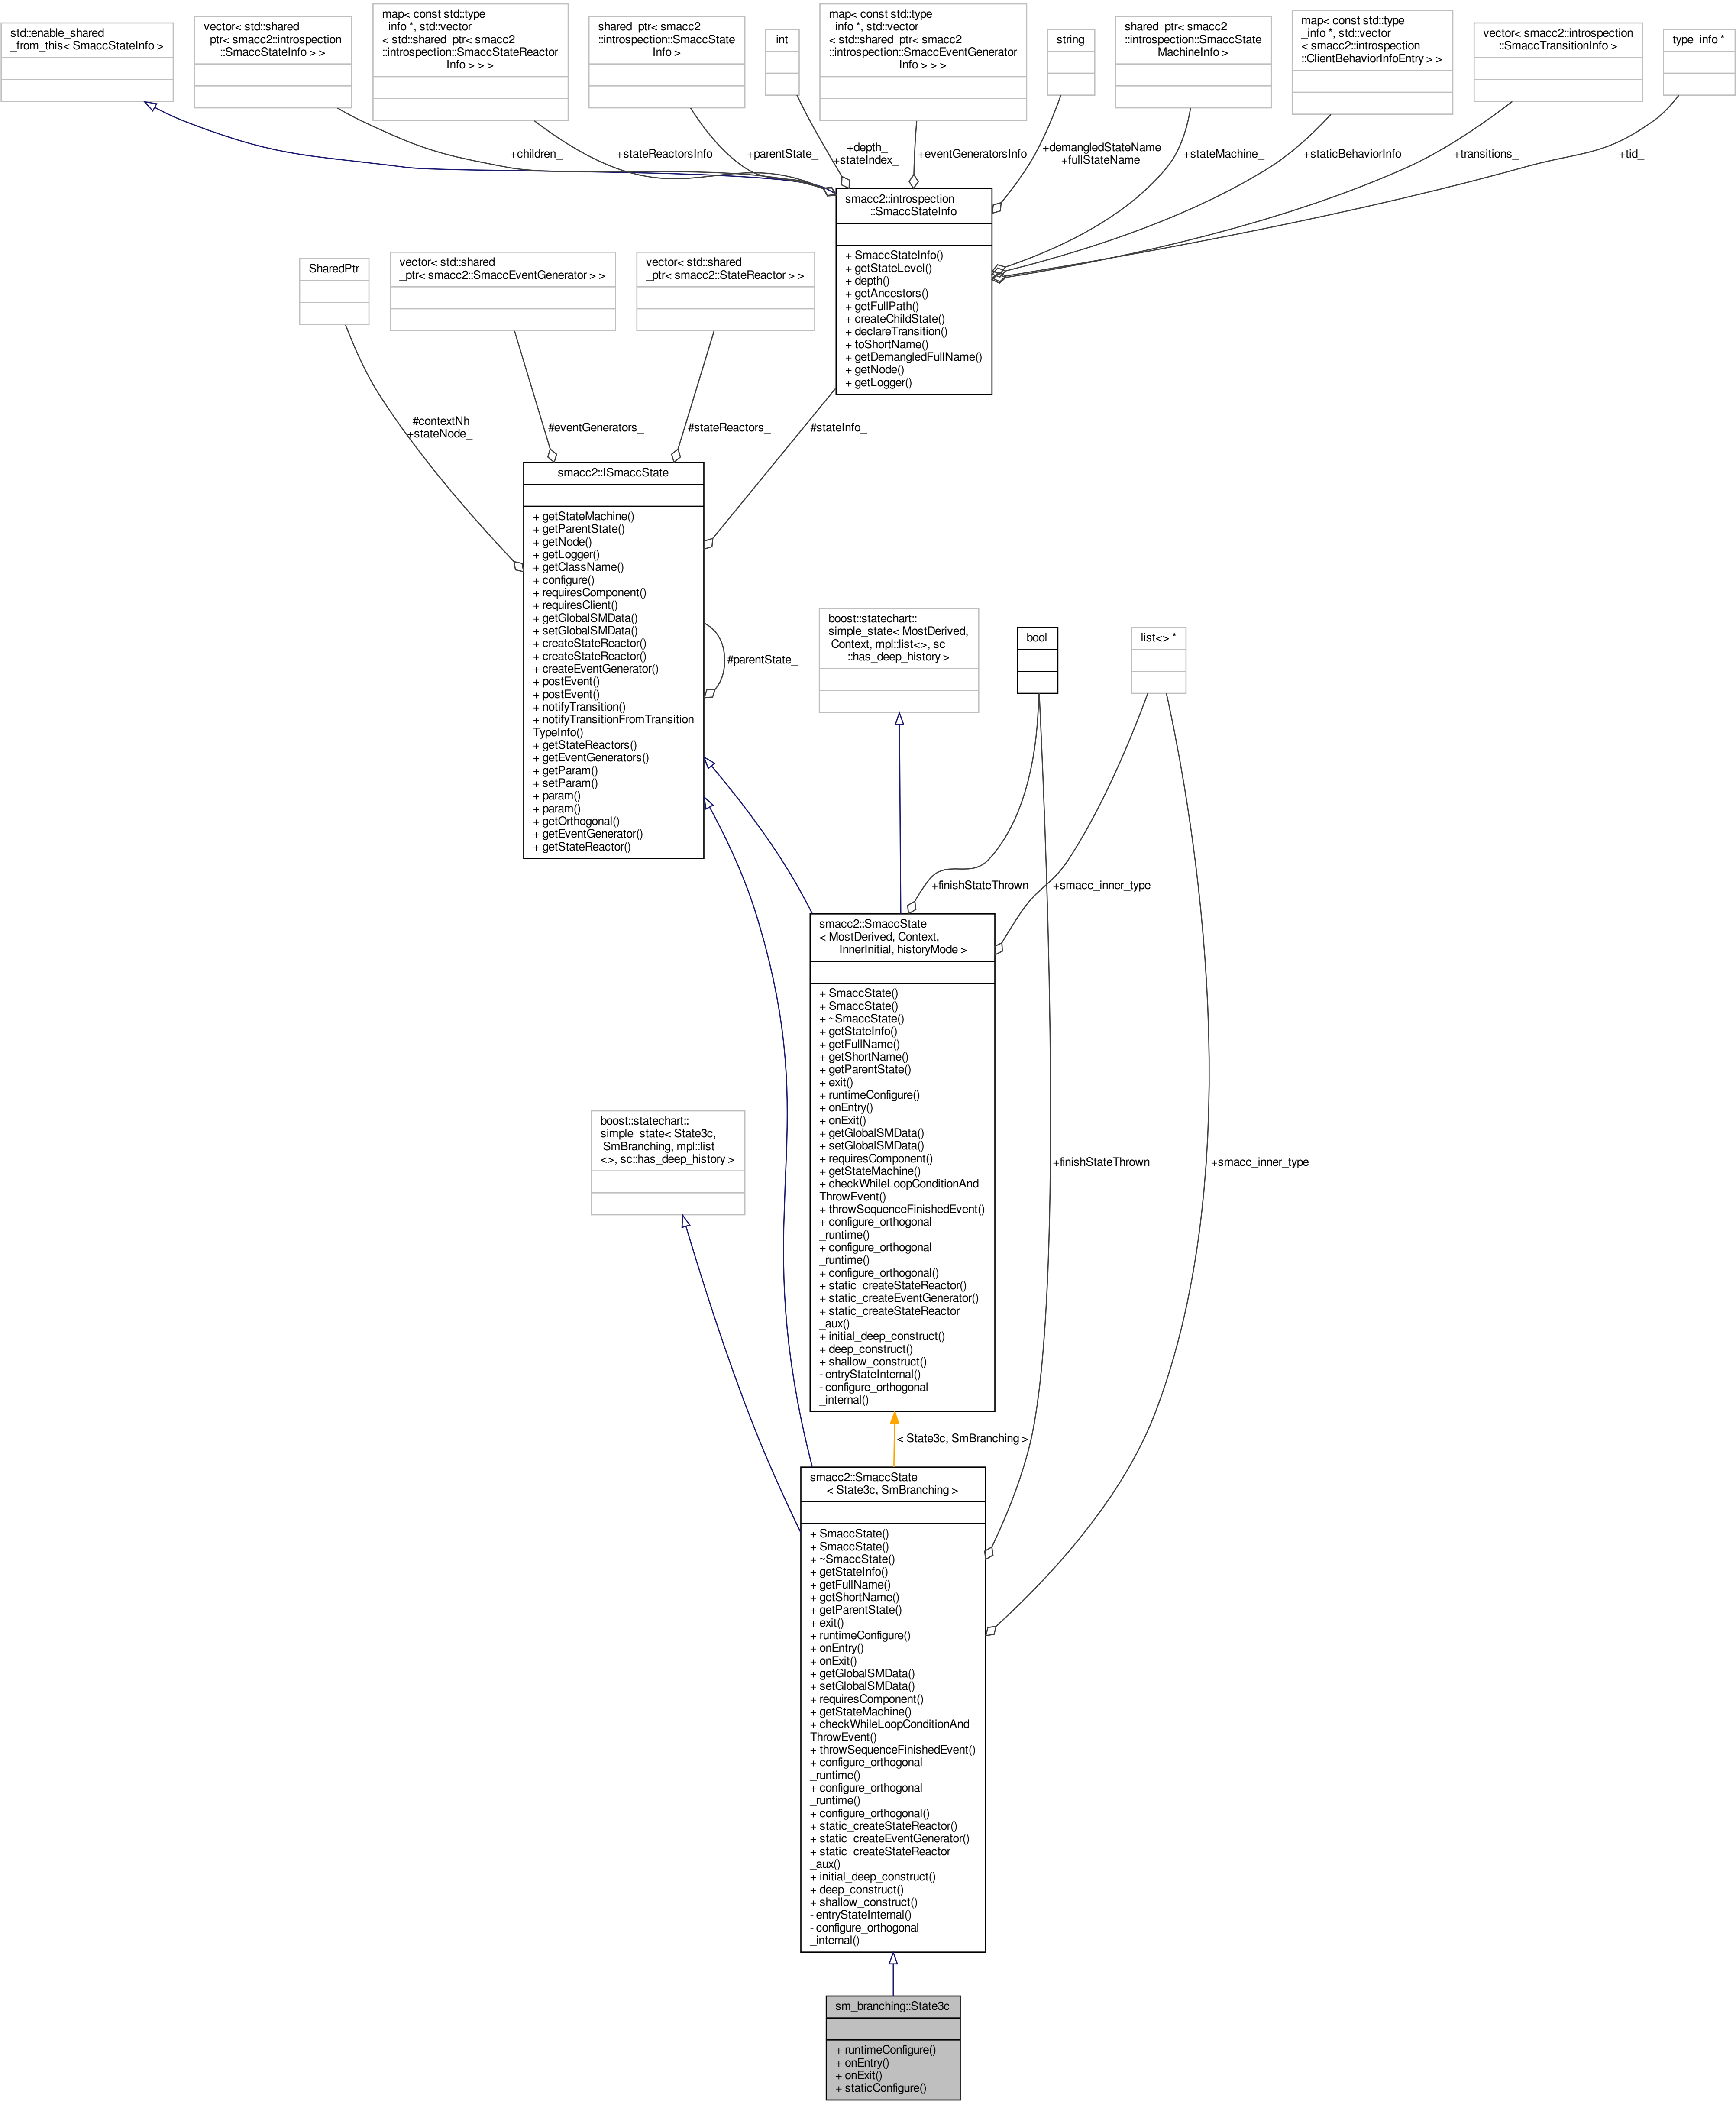 std::enable_shared
_from_this< SmaccStateInfo >
vector< std::shared
_ptr< smacc2::introspection
::SmaccStateInfo > >
map< const std::type
_info *, std::vector
< std::shared_ptr< smacc2
::introspection::SmaccStateReactor
Info > > >
shared_ptr< smacc2
::introspection::SmaccState
Info >
int
map< const std::type
_info *, std::vector
< std::shared_ptr< smacc2
::introspection::SmaccEventGenerator
Info > > >
string
shared_ptr< smacc2
::introspection::SmaccState
MachineInfo >
map< const std::type
_info *, std::vector
< smacc2::introspection
::ClientBehaviorInfoEntry > >
vector< smacc2::introspection
::SmaccTransitionInfo >
type_info *
+children_
+stateReactorsInfo
+parentState_
+depth_
+stateIndex_
+eventGeneratorsInfo
+demangledStateName
+fullStateName
+stateMachine_
+staticBehaviorInfo
+transitions_
+tid_
smacc2::introspection
::SmaccStateInfo
+ SmaccStateInfo()
+ getStateLevel()
+ depth()
+ getAncestors()
+ getFullPath()
+ createChildState()
+ declareTransition()
+ toShortName()
+ getDemangledFullName()
+ getNode()
+ getLogger()
SharedPtr
vector< std::shared
_ptr< smacc2::SmaccEventGenerator > >
vector< std::shared
_ptr< smacc2::StateReactor > >
#contextNh
+stateNode_
#eventGenerators_
#stateReactors_
#stateInfo_
smacc2::ISmaccState
+ getStateMachine()
+ getParentState()
+ getNode()
+ getLogger()
+ getClassName()
+ configure()
+ requiresComponent()
+ requiresClient()
+ getGlobalSMData()
+ setGlobalSMData()
+ createStateReactor()
+ createStateReactor()
+ createEventGenerator()
+ postEvent()
+ postEvent()
+ notifyTransition()
+ notifyTransitionFromTransition
TypeInfo()
+ getStateReactors()
+ getEventGenerators()
+ getParam()
+ setParam()
+ param()
+ param()
+ getOrthogonal()
+ getEventGenerator()
+ getStateReactor()
#parentState_
boost::statechart::
simple_state< MostDerived,
Context, mpl::list<>, sc
::has_deep_history >
bool
list<> *
+finishStateThrown
+smacc_inner_type
smacc2::SmaccState
< MostDerived, Context,
InnerInitial, historyMode >
+ SmaccState()
+ SmaccState()
+ ~SmaccState()
+ getStateInfo()
+ getFullName()
+ getShortName()
+ getParentState()
+ exit()
+ runtimeConfigure()
+ onEntry()
+ onExit()
+ getGlobalSMData()
+ setGlobalSMData()
+ requiresComponent()
+ getStateMachine()
+ checkWhileLoopConditionAnd
ThrowEvent()
+ throwSequenceFinishedEvent()
+ configure_orthogonal
_runtime()
+ configure_orthogonal
_runtime()
+ configure_orthogonal()
+ static_createStateReactor()
+ static_createEventGenerator()
+ static_createStateReactor
_aux()
+ initial_deep_construct()
+ deep_construct()
+ shallow_construct()
- entryStateInternal()
- configure_orthogonal
_internal()
boost::statechart::
simple_state< State3c,
SmBranching, mpl::list
<>, sc::has_deep_history >
+finishStateThrown
+smacc_inner_type
< State3c, SmBranching >
smacc2::SmaccState
< State3c, SmBranching >
+ SmaccState()
+ SmaccState()
+ ~SmaccState()
+ getStateInfo()
+ getFullName()
+ getShortName()
+ getParentState()
+ exit()
+ runtimeConfigure()
+ onEntry()
+ onExit()
+ getGlobalSMData()
+ setGlobalSMData()
+ requiresComponent()
+ getStateMachine()
+ checkWhileLoopConditionAnd
ThrowEvent()
+ throwSequenceFinishedEvent()
+ configure_orthogonal
_runtime()
+ configure_orthogonal
_runtime()
+ configure_orthogonal()
+ static_createStateReactor()
+ static_createEventGenerator()
+ static_createStateReactor
_aux()
+ initial_deep_construct()
+ deep_construct()
+ shallow_construct()
- entryStateInternal()
- configure_orthogonal
_internal()
sm_branching::State3c
+ runtimeConfigure()
+ onEntry()
+ onExit()
+ staticConfigure()